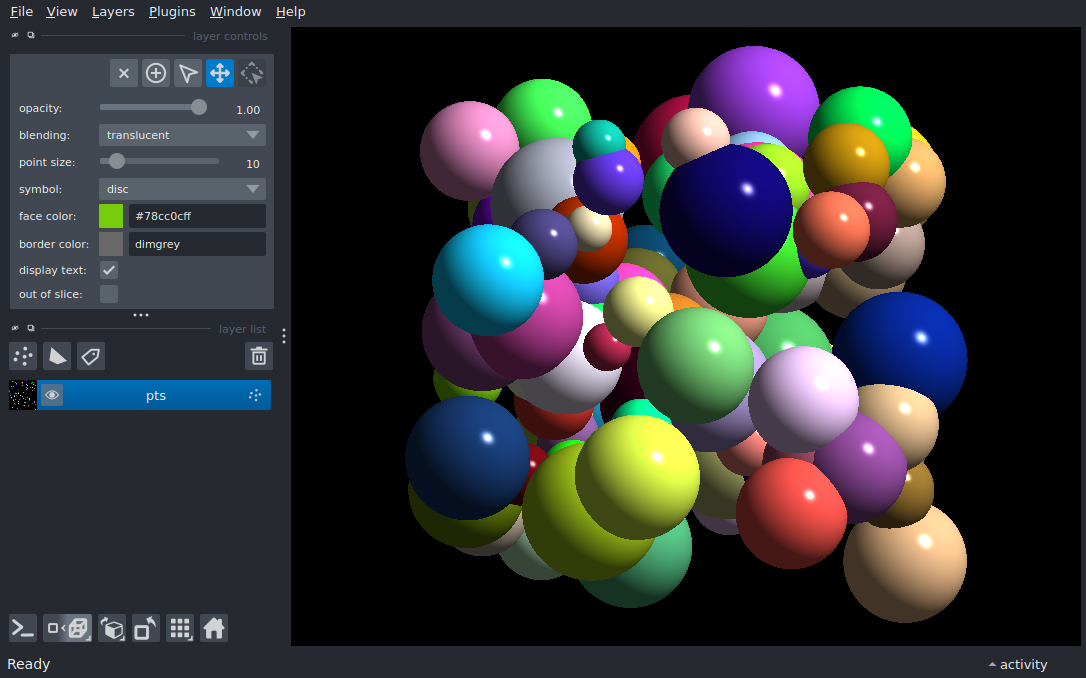 File View Layers Plugins Window Help
layer controls
opacity: 1.00
blending: translucent
point size: 10
symbol: disc
face color: #78cc0cff
border color: dimgrey
display text:
out of slice:
layer list
pts
Ready activity